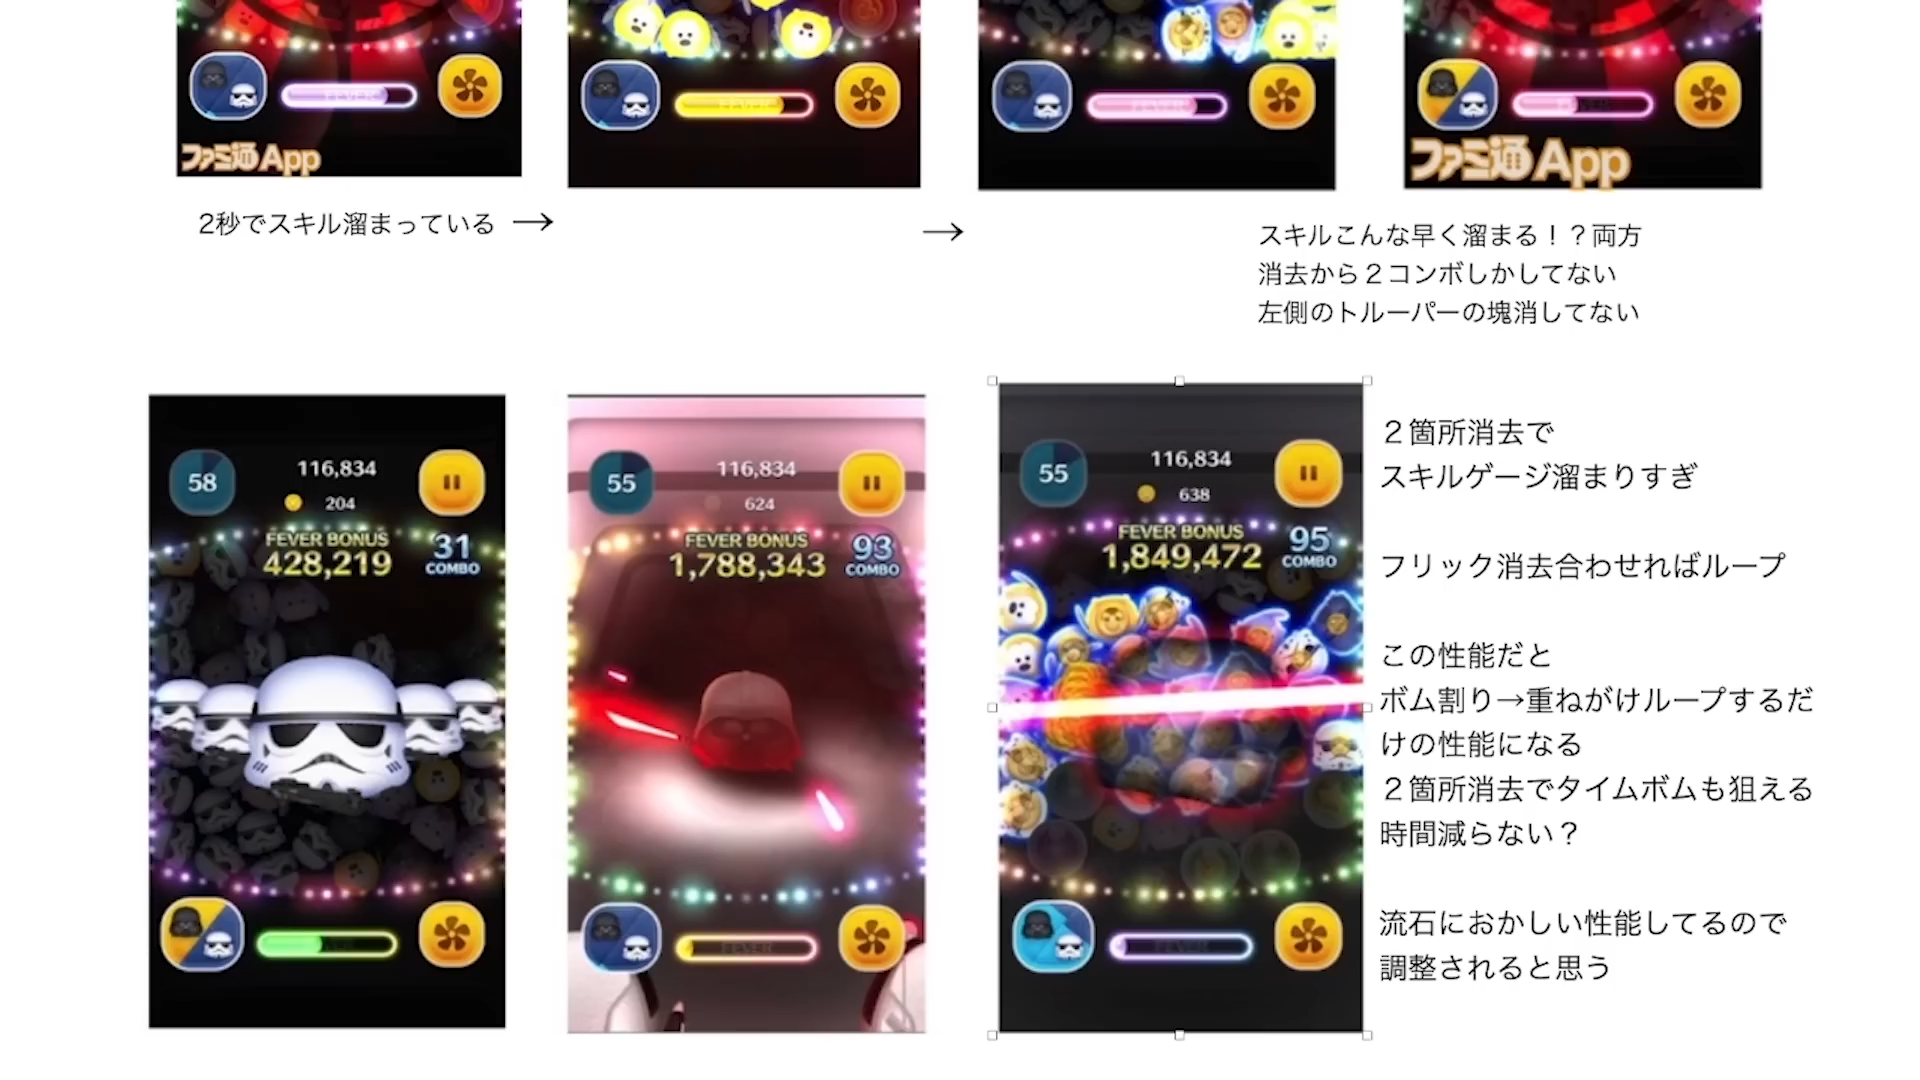 ファミ通App
ファミ通App
2秒でスキル溜まっている →
→
スキルこんな早く溜まる！？両方
消去から２コンボしかしてない
左側のトルーパーの塊消してない
58
116,834
204
FEVER BONUS
428,219
31
COMBO
55
116,834
624
FEVER BONUS
1,788,343
93
COMBO
FEVER
55
116,834
638
FEVER BONUS
1,849,472
95
COMBO
２箇所消去で
スキルゲージ溜まりすぎ
フリック消去合わせればループ
この性能だと
ボム割り→重ねがけループするだ
けの性能になる
２箇所消去でタイムボムも狙える
時間減らない？
流石におかしい性能してるので
調整されると思う